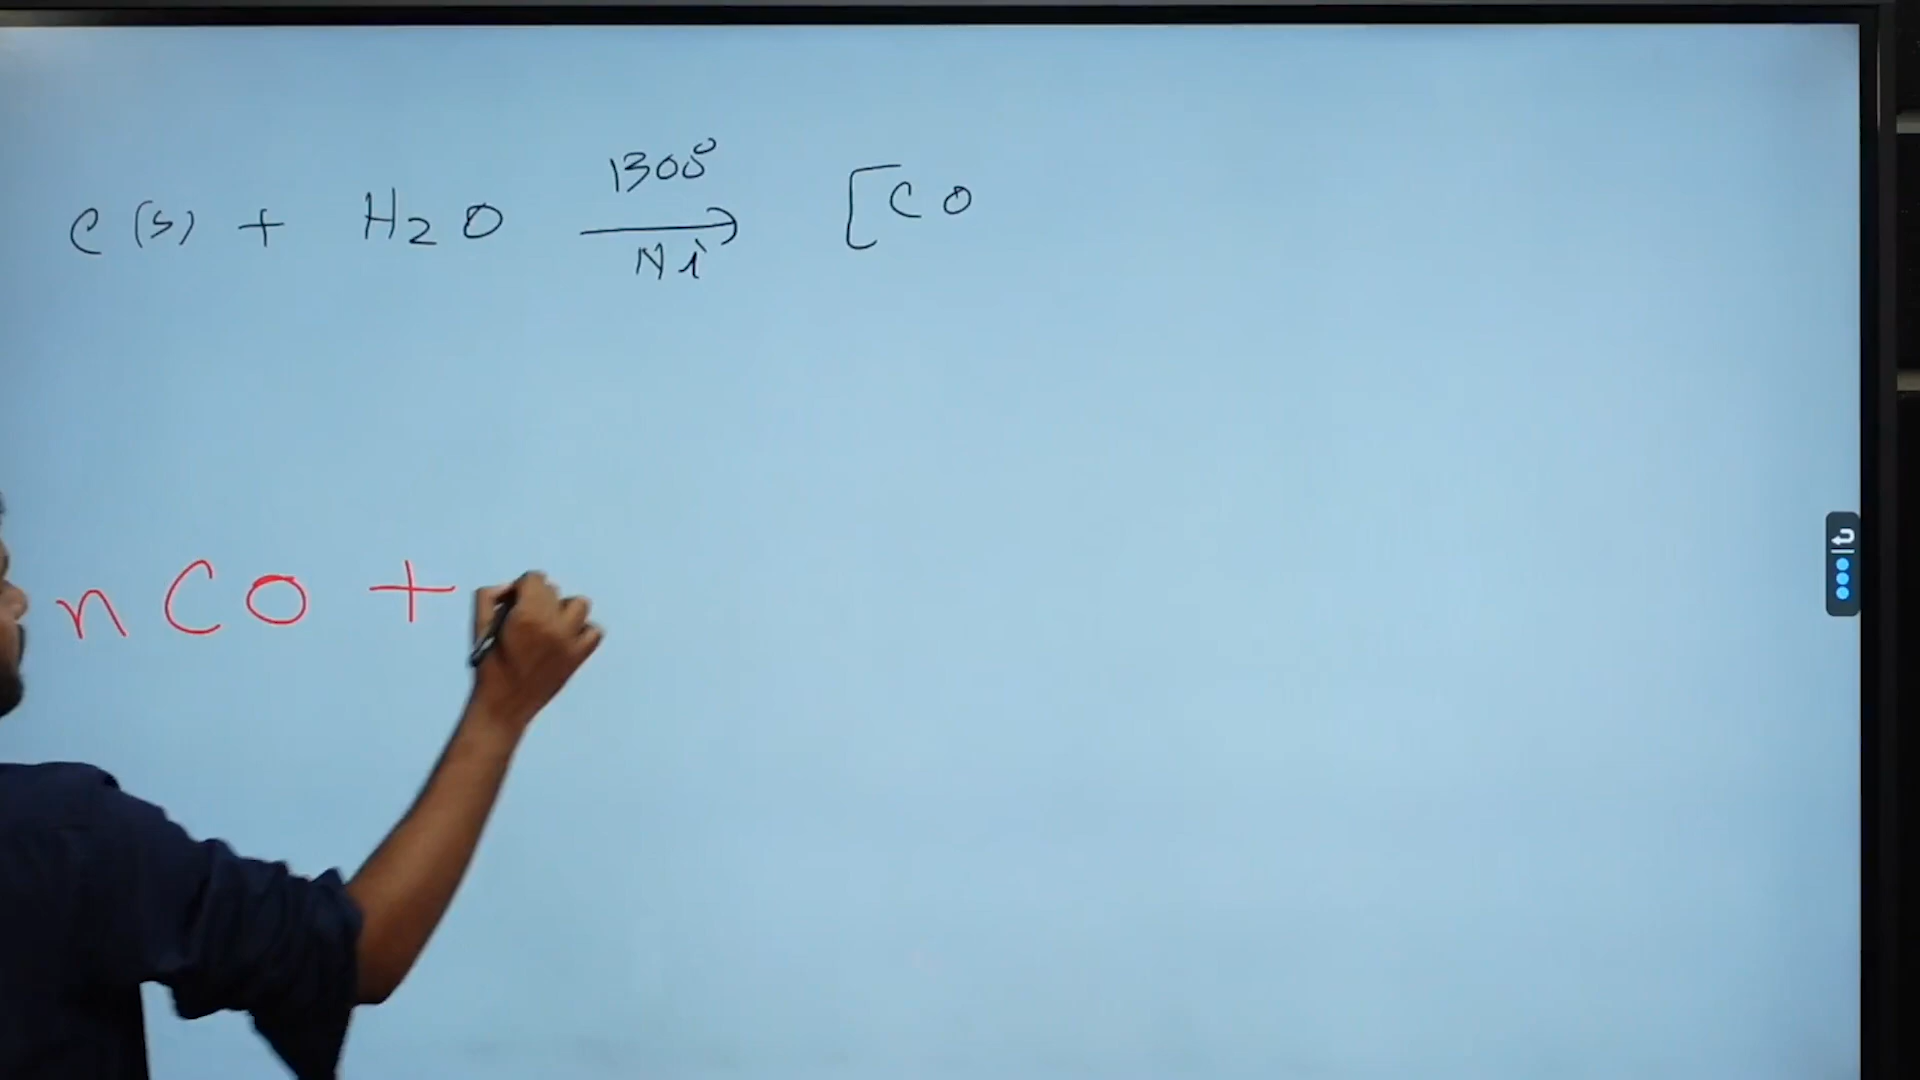 1300°
C(s) + H2O → [CO
Ni
nCO +